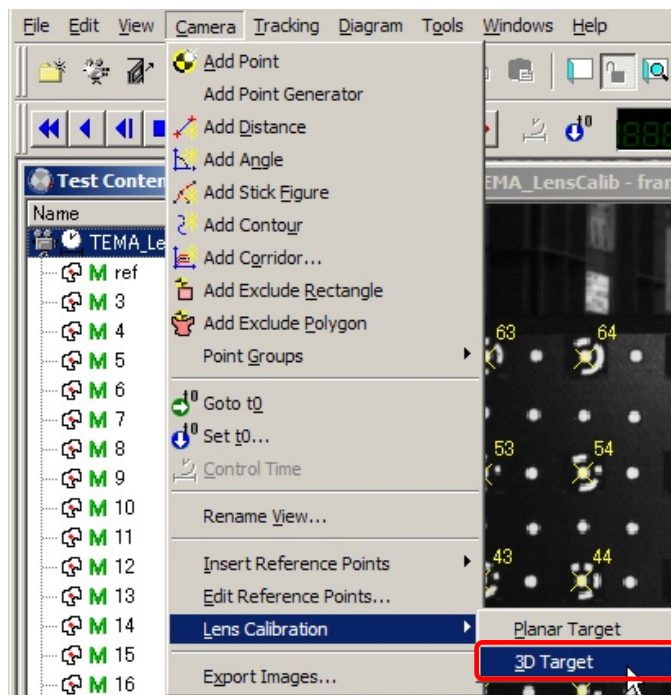 File Edit View Camera Tracking Diagram Tools Windows Help
Add Point
Add Point Generator
Add Distance
Add Angle
Add Stick Figure
Add Contour
Add Corridor...
Add Exclude Rectangle
Add Exclude Polygon
Point Groups
Goto t0
Set t0...
Control Time
Rename View...
Insert Reference Points
Edit Reference Points...
Lens Calibration
Export Images...
Planar Target
3D Target
t0
Test Conten
Name
TEMA_Le
M ref
M 3
M 4
M 5
M 6
M 7
M 8
M 9
M 10
M 11
M 12
M 13
M 14
M 15
M 16
EMA_LensCalib - fran
63 64
53 54
43 44